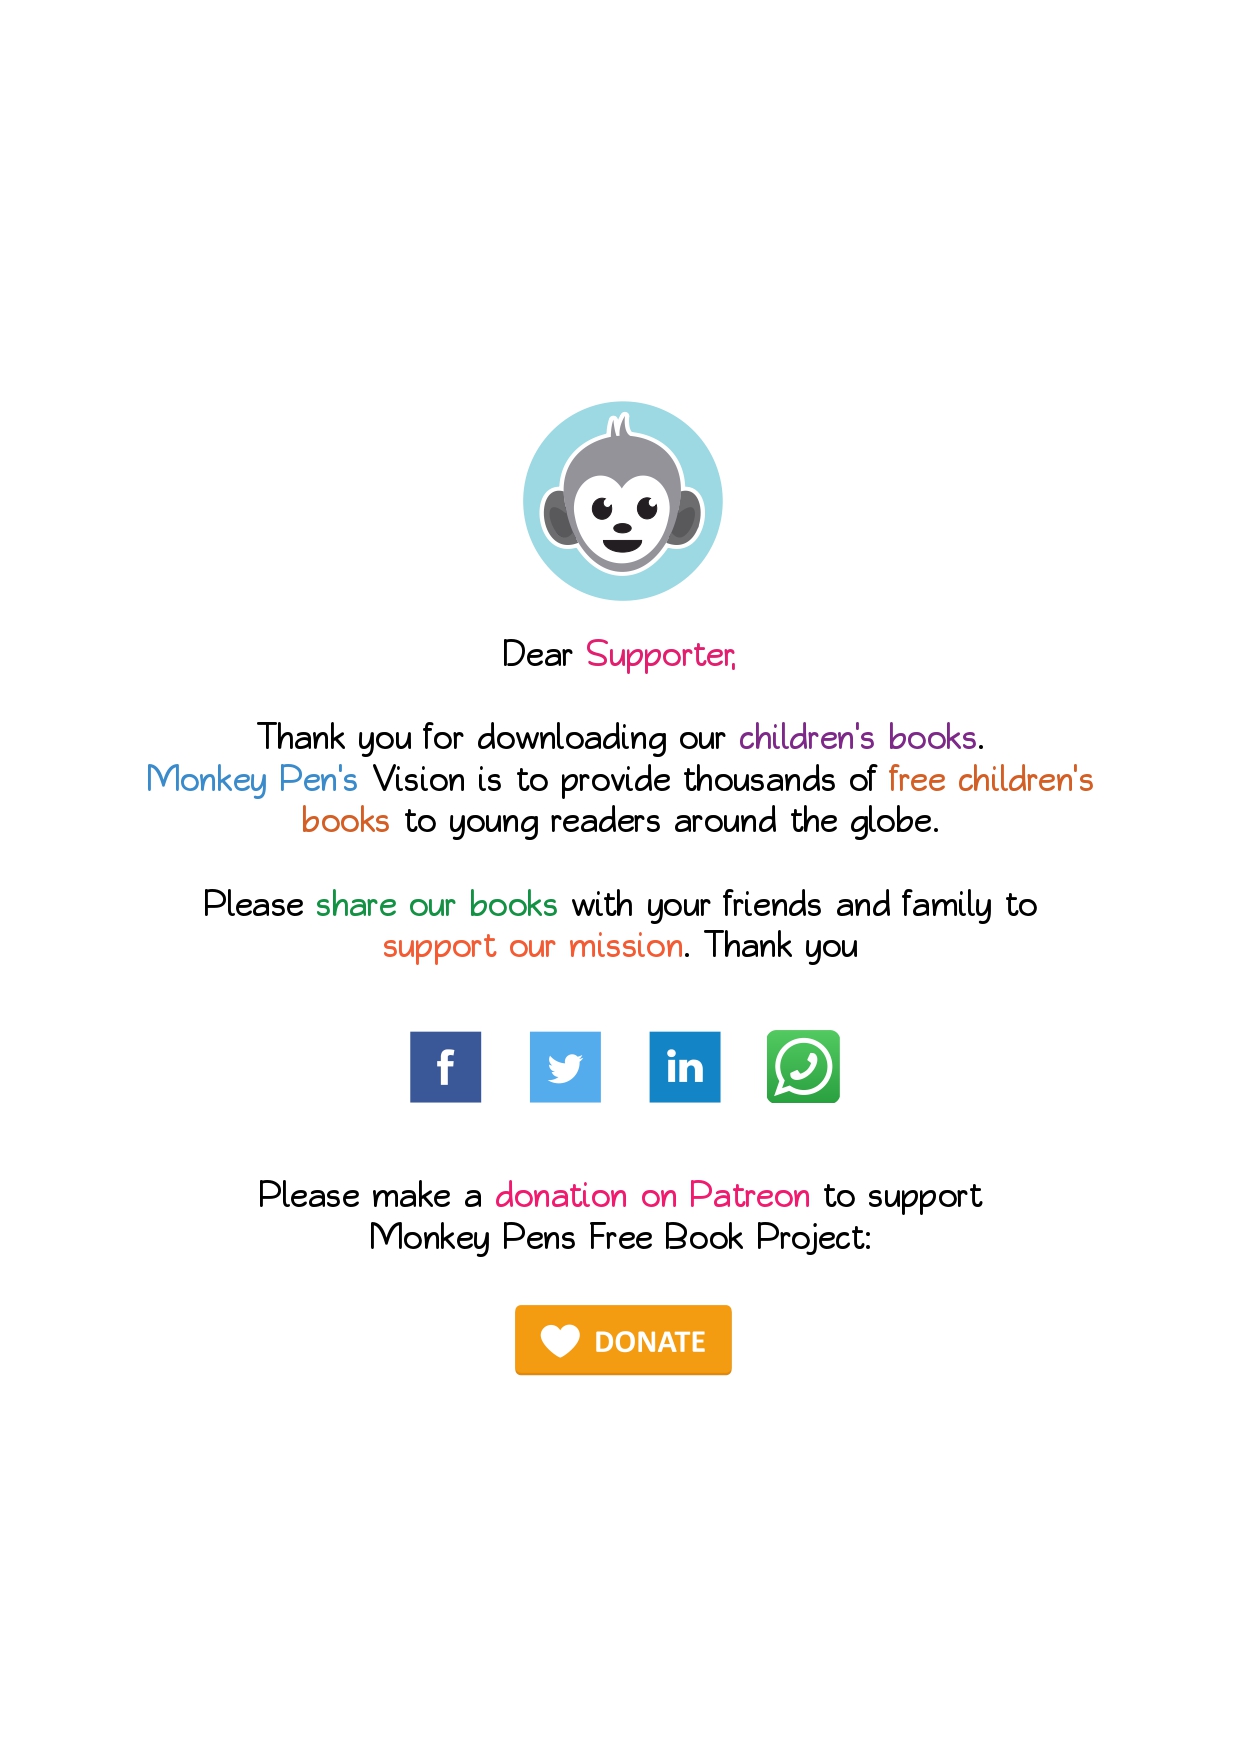 Dear Supporter,
Thank you for downloading our children's books.
Monkey Pen's Vision is to provide thousands of free children's
books to young readers around the globe.
Please share our books with your friends and family to
support our mission. Thank you
f
in
Please make a donation on Patreon to support
Monkey Pens Free Book Project:
DONATE